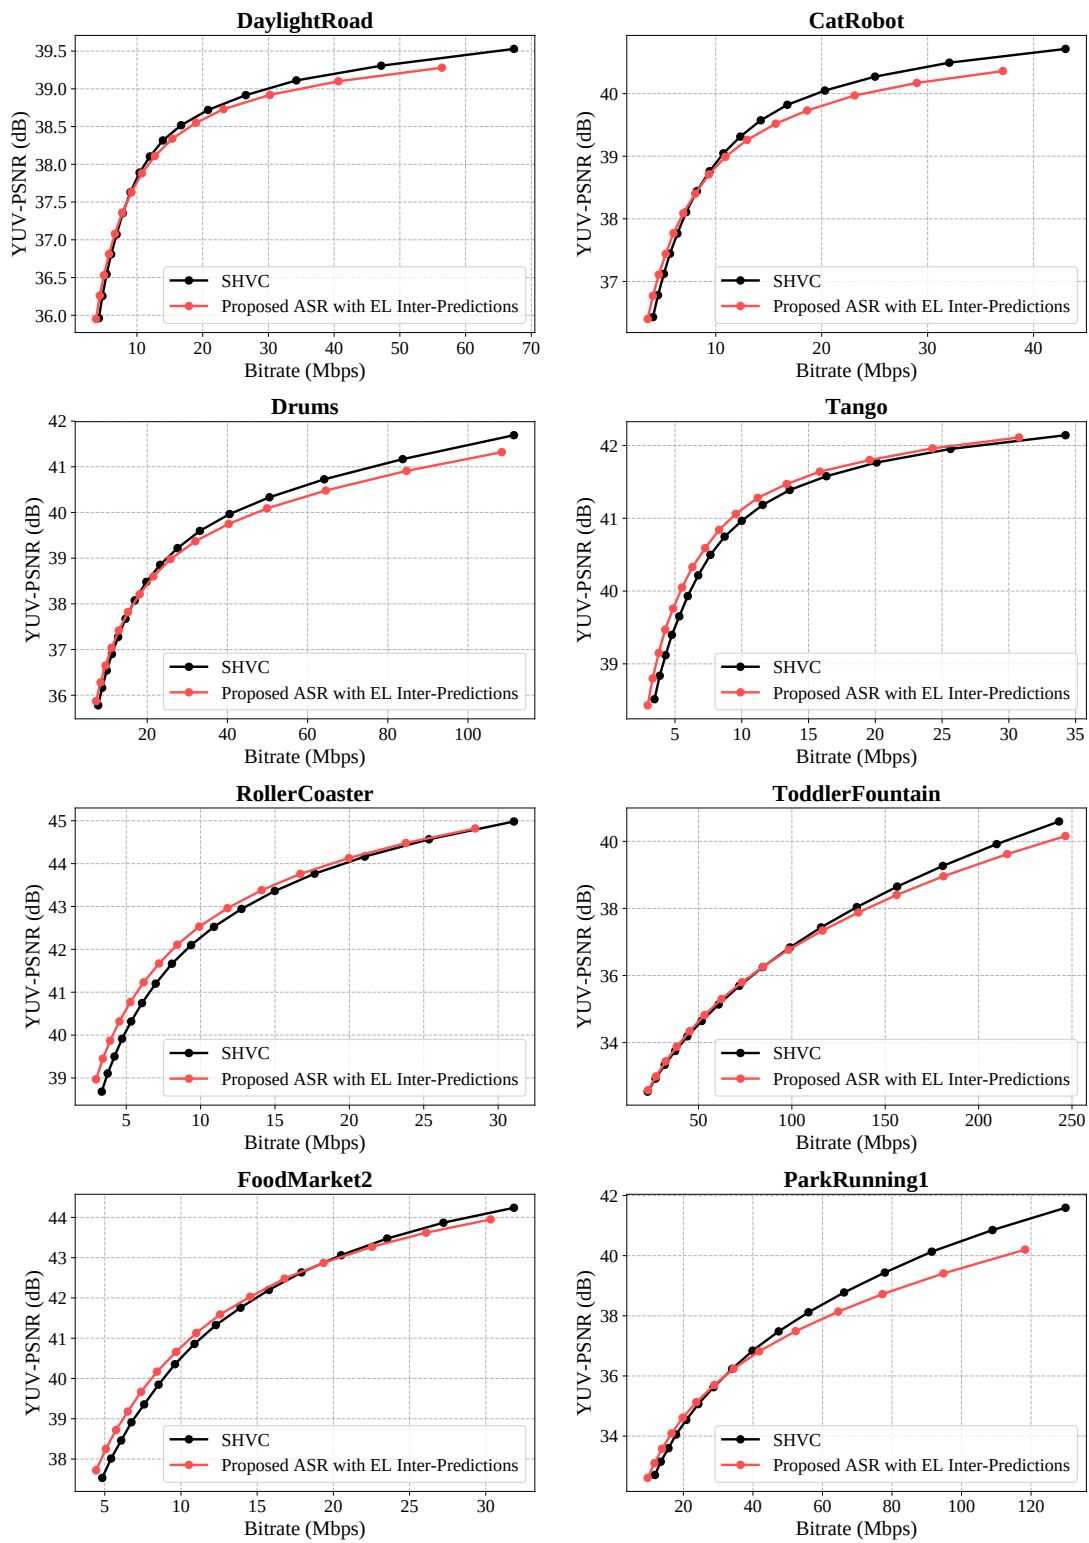 DaylightRoad
YUV-PSNR (dB)
39.5
39.0
38.5
38.0
37.5
37.0
36.5
36.0
SHVC
Proposed ASR with EL Inter-Predictions
10 20 30 40 50 60 70
Bitrate (Mbps)
CatRobot
YUV-PSNR (dB)
40
39
38
37
SHVC
Proposed ASR with EL Inter-Predictions
10 20 30 40
Bitrate (Mbps)
Drums
YUV-PSNR (dB)
42
41
40
39
38
37
36
SHVC
Proposed ASR with EL Inter-Predictions
20 40 60 80 100
Bitrate (Mbps)
Tango
YUV-PSNR (dB)
42
41
40
39
SHVC
Proposed ASR with EL Inter-Predictions
5 10 15 20 25 30 35
Bitrate (Mbps)
RollerCoaster
YUV-PSNR (dB)
45
44
43
42
41
40
39
SHVC
Proposed ASR with EL Inter-Predictions
5 10 15 20 25 30
Bitrate (Mbps)
ToddlerFountain
YUV-PSNR (dB)
40
38
36
34
SHVC
Proposed ASR with EL Inter-Predictions
50 100 150 200 250
Bitrate (Mbps)
FoodMarket2
YUV-PSNR (dB)
44
43
42
41
40
39
38
SHVC
Proposed ASR with EL Inter-Predictions
5 10 15 20 25 30
Bitrate (Mbps)
ParkRunning1
YUV-PSNR (dB)
42
40
38
36
34
SHVC
Proposed ASR with EL Inter-Predictions
20 40 60 80 100 120
Bitrate (Mbps)